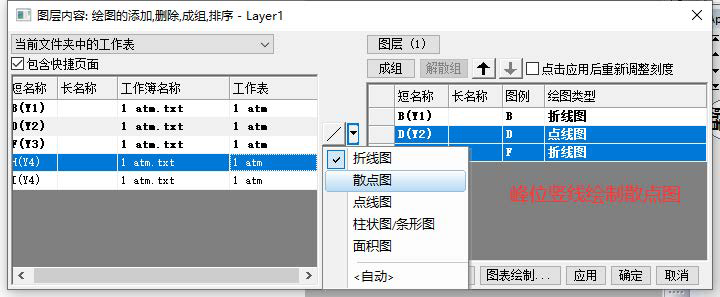 图层内容: 绘图的添加,删除,成组,排序 - Layer1
当前文件夹中的工作表
包含快捷页面
短名称 长名称 工作簿名称 工作表
B(Y1) 1 atm.txt 1 atm
D(Y2) 1 atm.txt 1 atm
F(Y3) 1 atm.txt 1 atm
H(Y4) 1 atm.txt 1 atm
I(Y4) 1 atm.txt 1 atm
图层 (1)
成组 解散组 点击应用后重新调整刻度
短名称 长名称 图例 绘图类型
B(Y1) B 折线图
D(Y2) D 点线图
F 折线图
折线图
散点图
点线图
柱状图/条形图
面积图
<自动>
峰位竖线绘制散点图
图表绘制... 应用 确定 取消